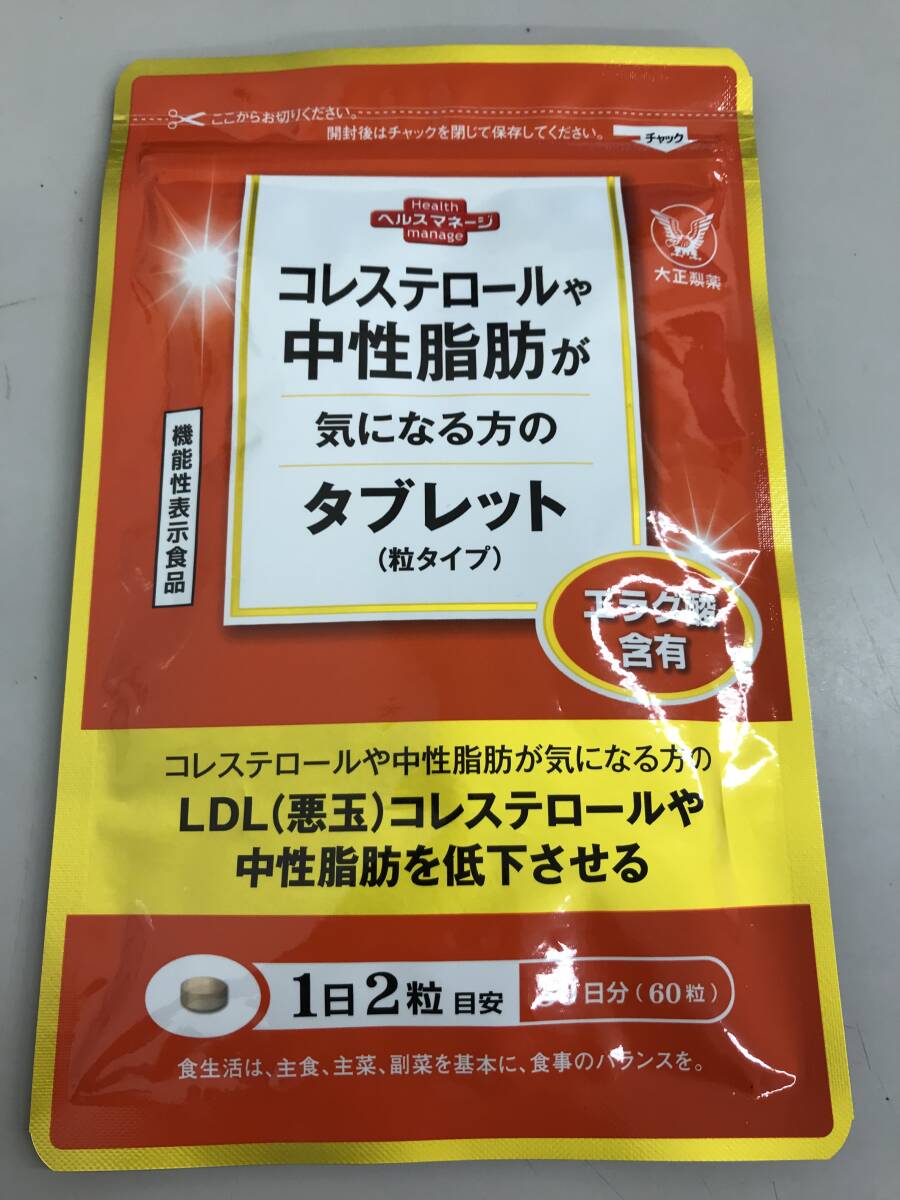 ここからお切りください。
開封後はチャックを閉じて保存してください。
チャック
Health
ヘルスマネージ
manage
大正製薬
コレステロールや
中性脂肪が
気になる方の
タブレット
(粒タイプ)
機能性表示食品
エラグ酸
含有
コレステロールや中性脂肪が気になる方の
LDL(悪玉)コレステロールや
中性脂肪を低下させる
1日2粒 目安
日分(60粒)
食生活は、主食、主菜、副菜を基本に、食事のバランスを。